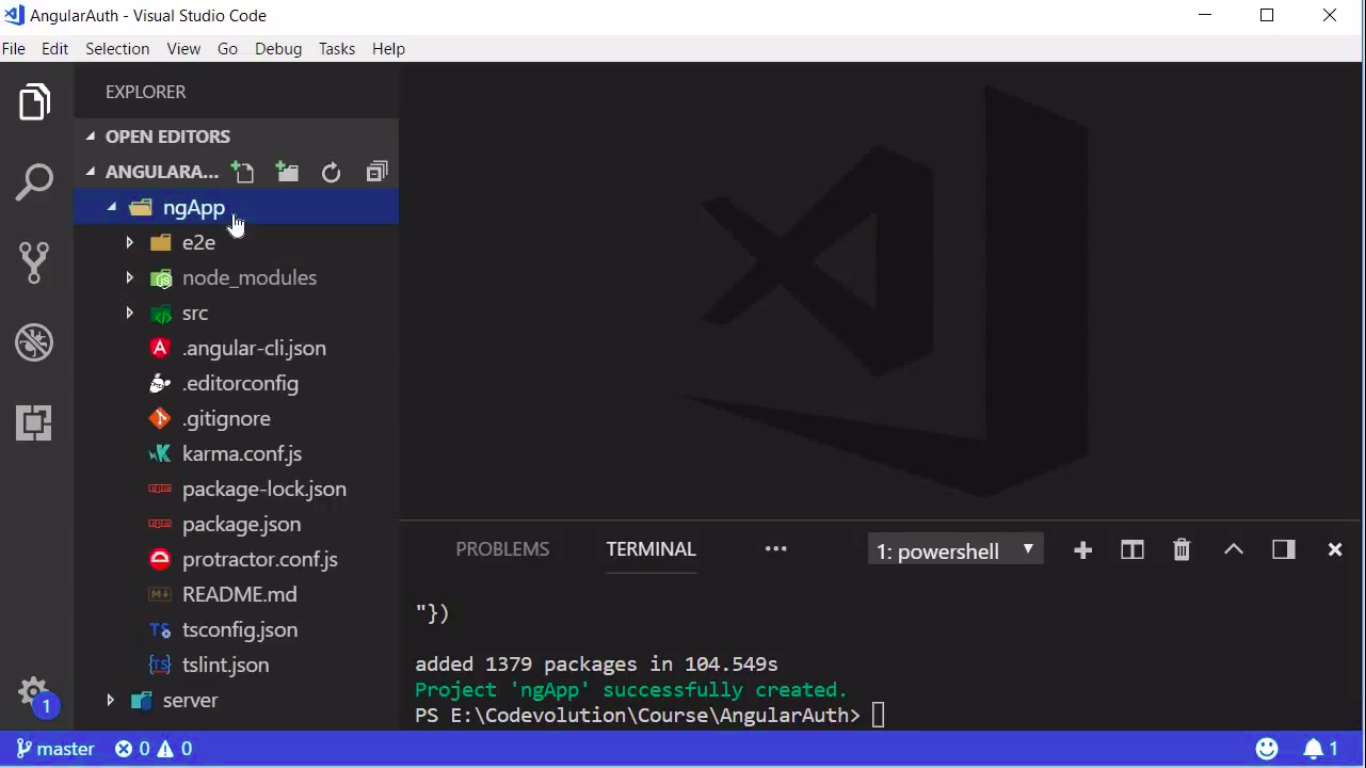 AngularAuth - Visual Studio Code
File Edit Selection View Go Debug Tasks Help
EXPLORER
OPEN EDITORS
ANGULARA...
ngApp
e2e
node_modules
src
.angular-cli.json
.editorconfig
.gitignore
karma.conf.js
package-lock.json
package.json
protractor.conf.js
README.md
tsconfig.json
tslint.json
server
PROBLEMS TERMINAL ··· 1: powershell
"})
added 1379 packages in 104.549s
Project 'ngApp' successfully created.
PS E:\Codevolution\Course\AngularAuth>
1
master 0 0 1